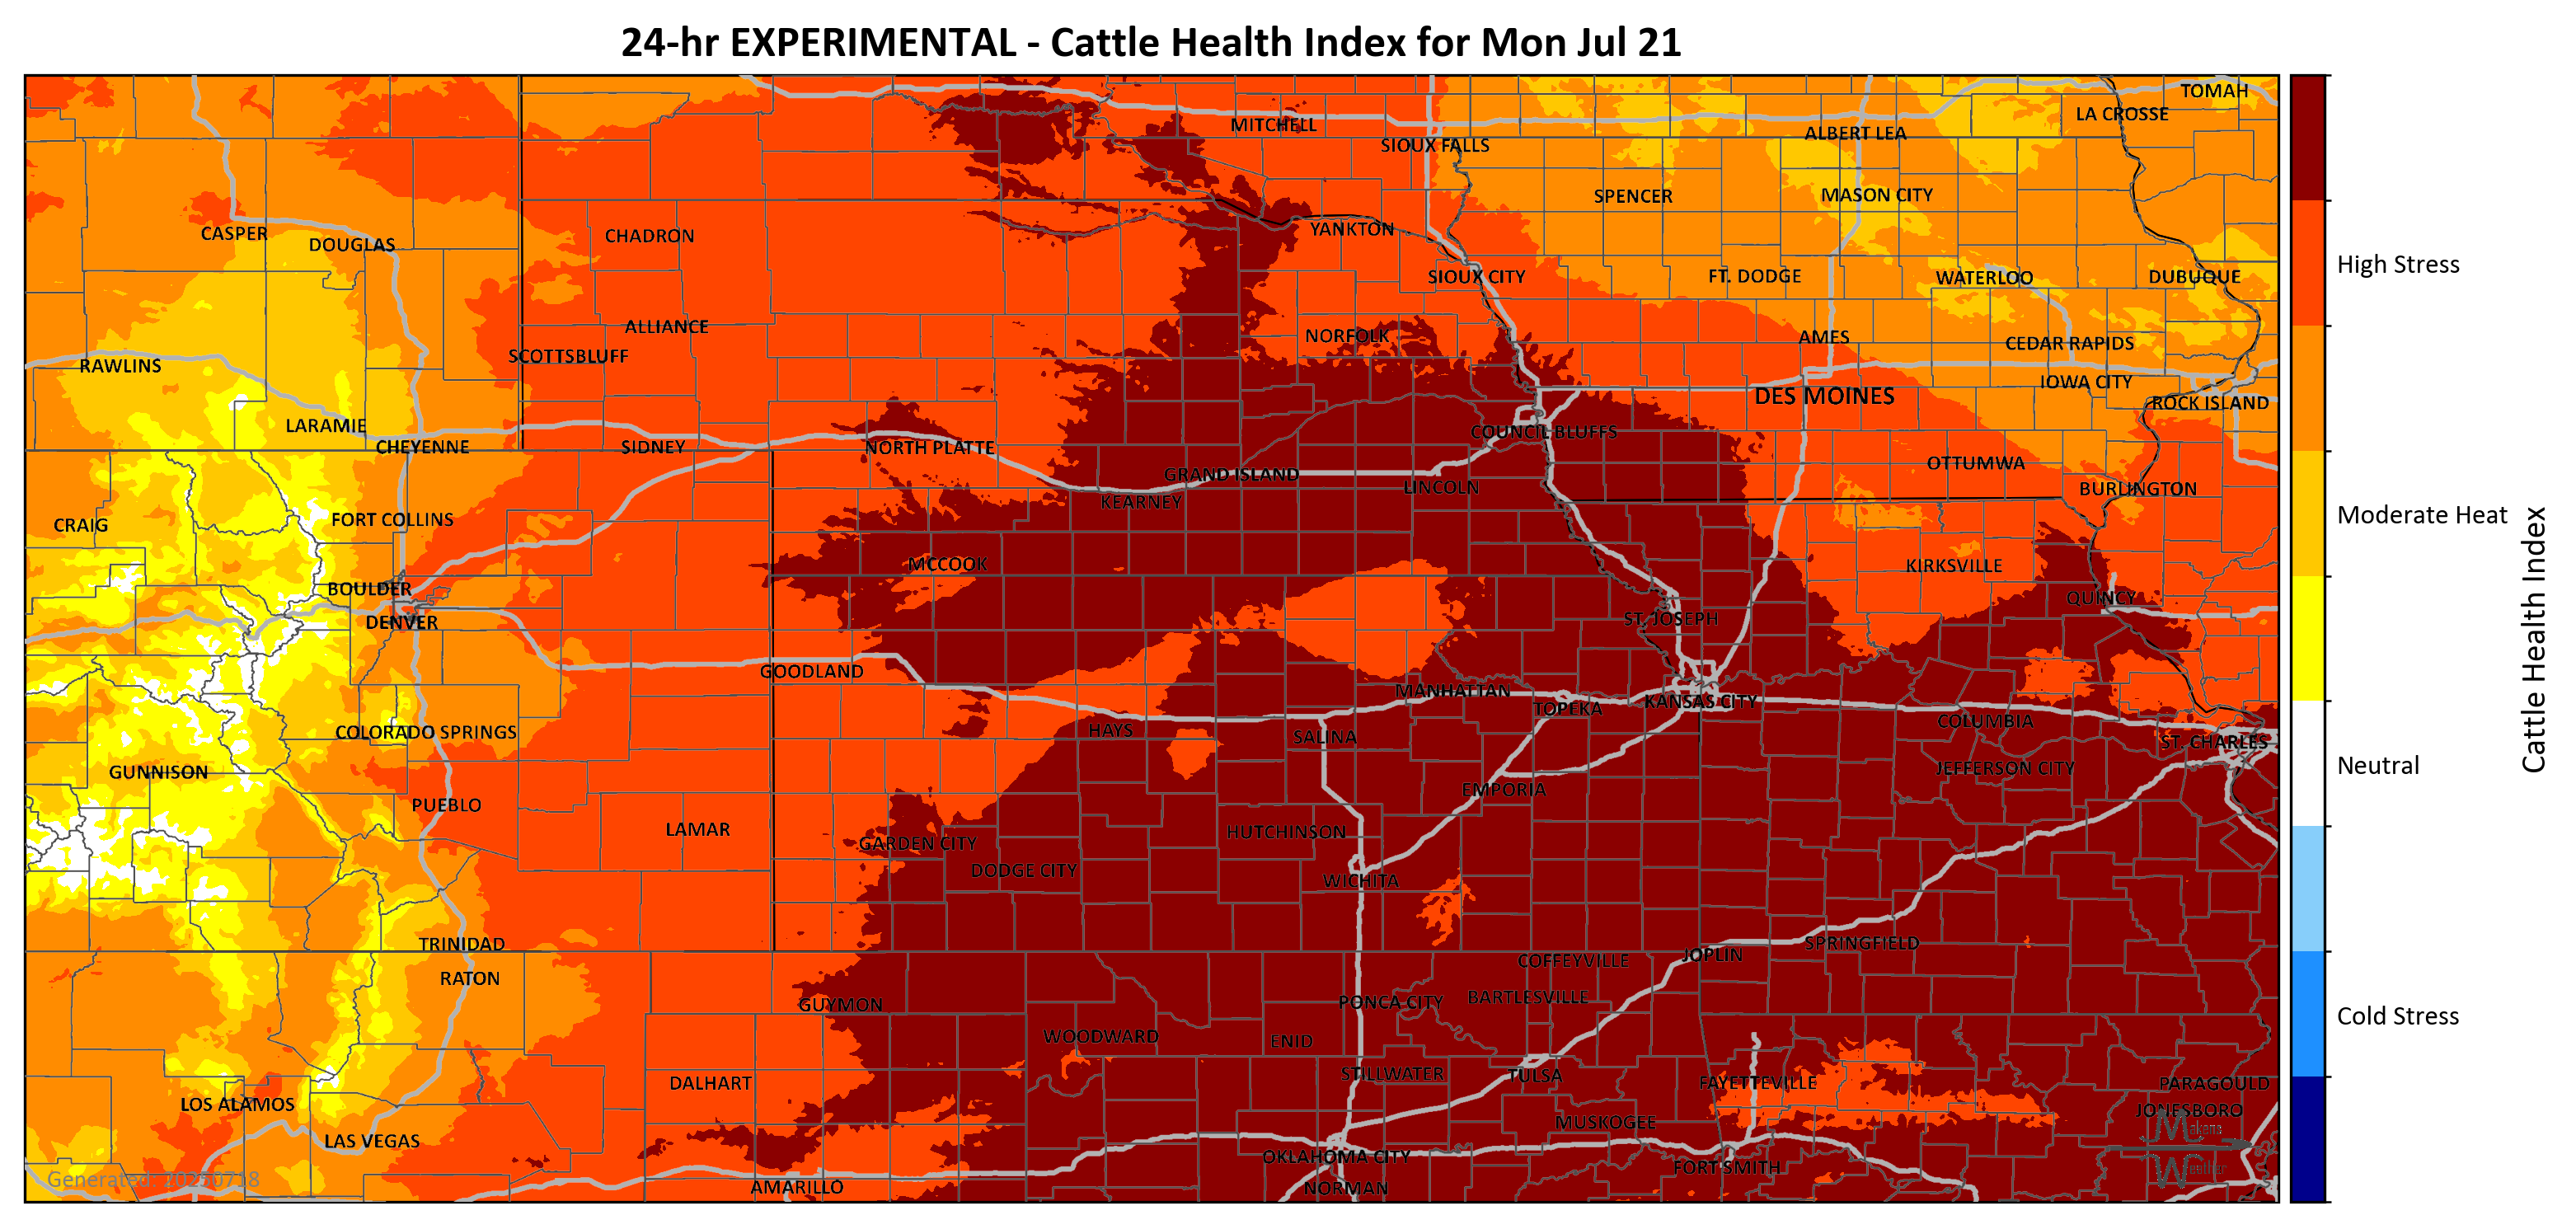 24-hr EXPERIMENTAL - Cattle Health Index for Mon Jul 21
TOMAH
LA CROSSE
MITCHELL
ALBERT LEA
SIOUX FALLS
SPENCER
MASON CITY
CASPER
DOUGLAS
CHADRON
YANKTON
SIOUX CITY
FT. DODGE
WATERLOO
DUBUQUE
High Stress
ALLIANCE
NORFOLK
AMES
CEDAR RAPIDS
SCOTTSBLUFF
RAWLINS
IOWA CITY
DES MOINES
ROCK ISLAND
LARAMIE
COUNCIL BLUFFS
CHEYENNE
SIDNEY
NORTH PLATTE
OTTUMWA
GRAND ISLAND
LINCOLN
BURLINGTON
KEARNEY
CRAIG
FORT COLLINS
Moderate Heat
MCCOOK
KIRKSVILLE
BOULDER
QUINCY
DENVER
ST. JOSEPH
Cattle Health Index
GOODLAND
MANHATTAN
KANSAS CITY
TOPEKA
COLUMBIA
COLORADO SPRINGS
HAYS
SALINA
ST. CHARLES
GUNNISON
JEFFERSON CITY
Neutral
EMPORIA
PUEBLO
LAMAR
HUTCHINSON
GARDEN CITY
DODGE CITY
WICHITA
TRINIDAD
SPRINGFIELD
JOPLIN
COFFEYVILLE
RATON
BARTLESVILLE
GUYMON
PONCA CITY
Cold Stress
WOODWARD
ENID
STILLWATER
TULSA
DALHART
FAYETTEVILLE
PARAGOULD
LOS ALAMOS
JONESBORO
MUSKOGEE
Makens
LAS VEGAS
OKLAHOMA CITY
FORT SMITH
Weather
Generated: 20250718
AMARILLO
NORMAN